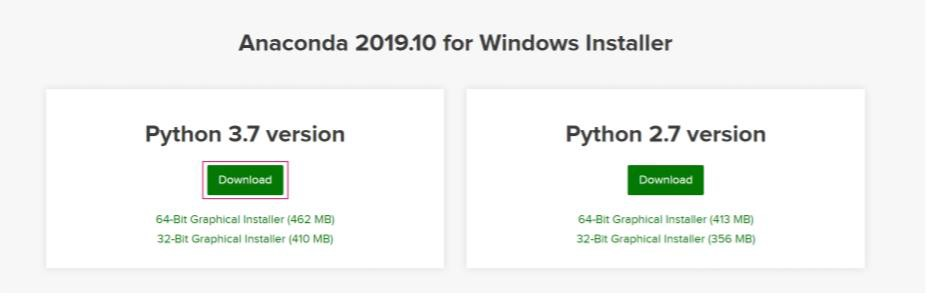 Anaconda 2019.10 for Windows Installer
Python 3.7 version
Download
64-Bit Graphical Installer (462 MB)
32-Bit Graphical Installer (410 MB)
Python 2.7 version
Download
64-Bit Graphical Installer (413 MB)
32-Bit Graphical Installer (356 MB)